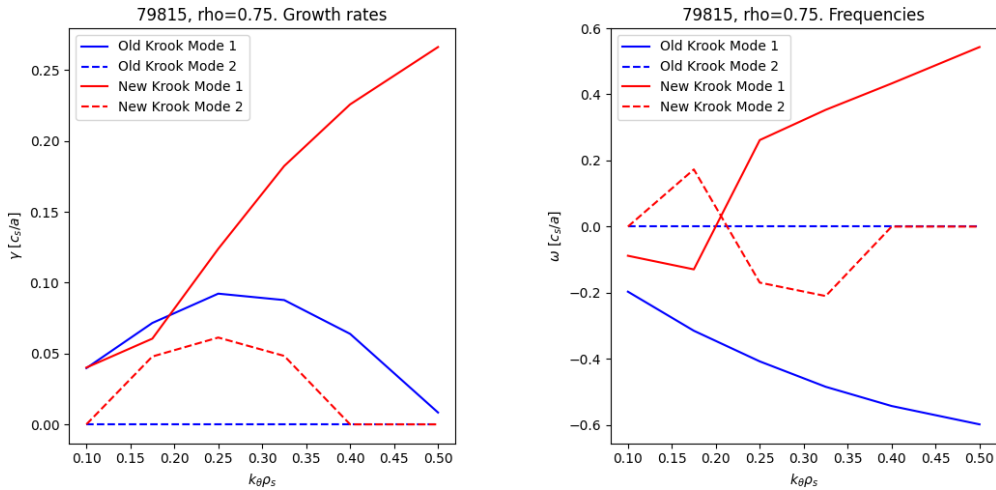 79815, rho=0.75. Growth rates
Old Krook Mode 1
Old Krook Mode 2
New Krook Mode 1
New Krook Mode 2
0.25
0.20
0.15
0.10
0.05
0.00
γ [c_s/a]
0.10 0.15 0.20 0.25 0.30 0.35 0.40 0.45 0.50
k_θρ_s
79815, rho=0.75. Frequencies
Old Krook Mode 1
Old Krook Mode 2
New Krook Mode 1
New Krook Mode 2
0.6
0.4
0.2
0.0
−0.2
−0.4
−0.6
ω [c_s/a]
0.10 0.15 0.20 0.25 0.30 0.35 0.40 0.45 0.50
k_θρ_s